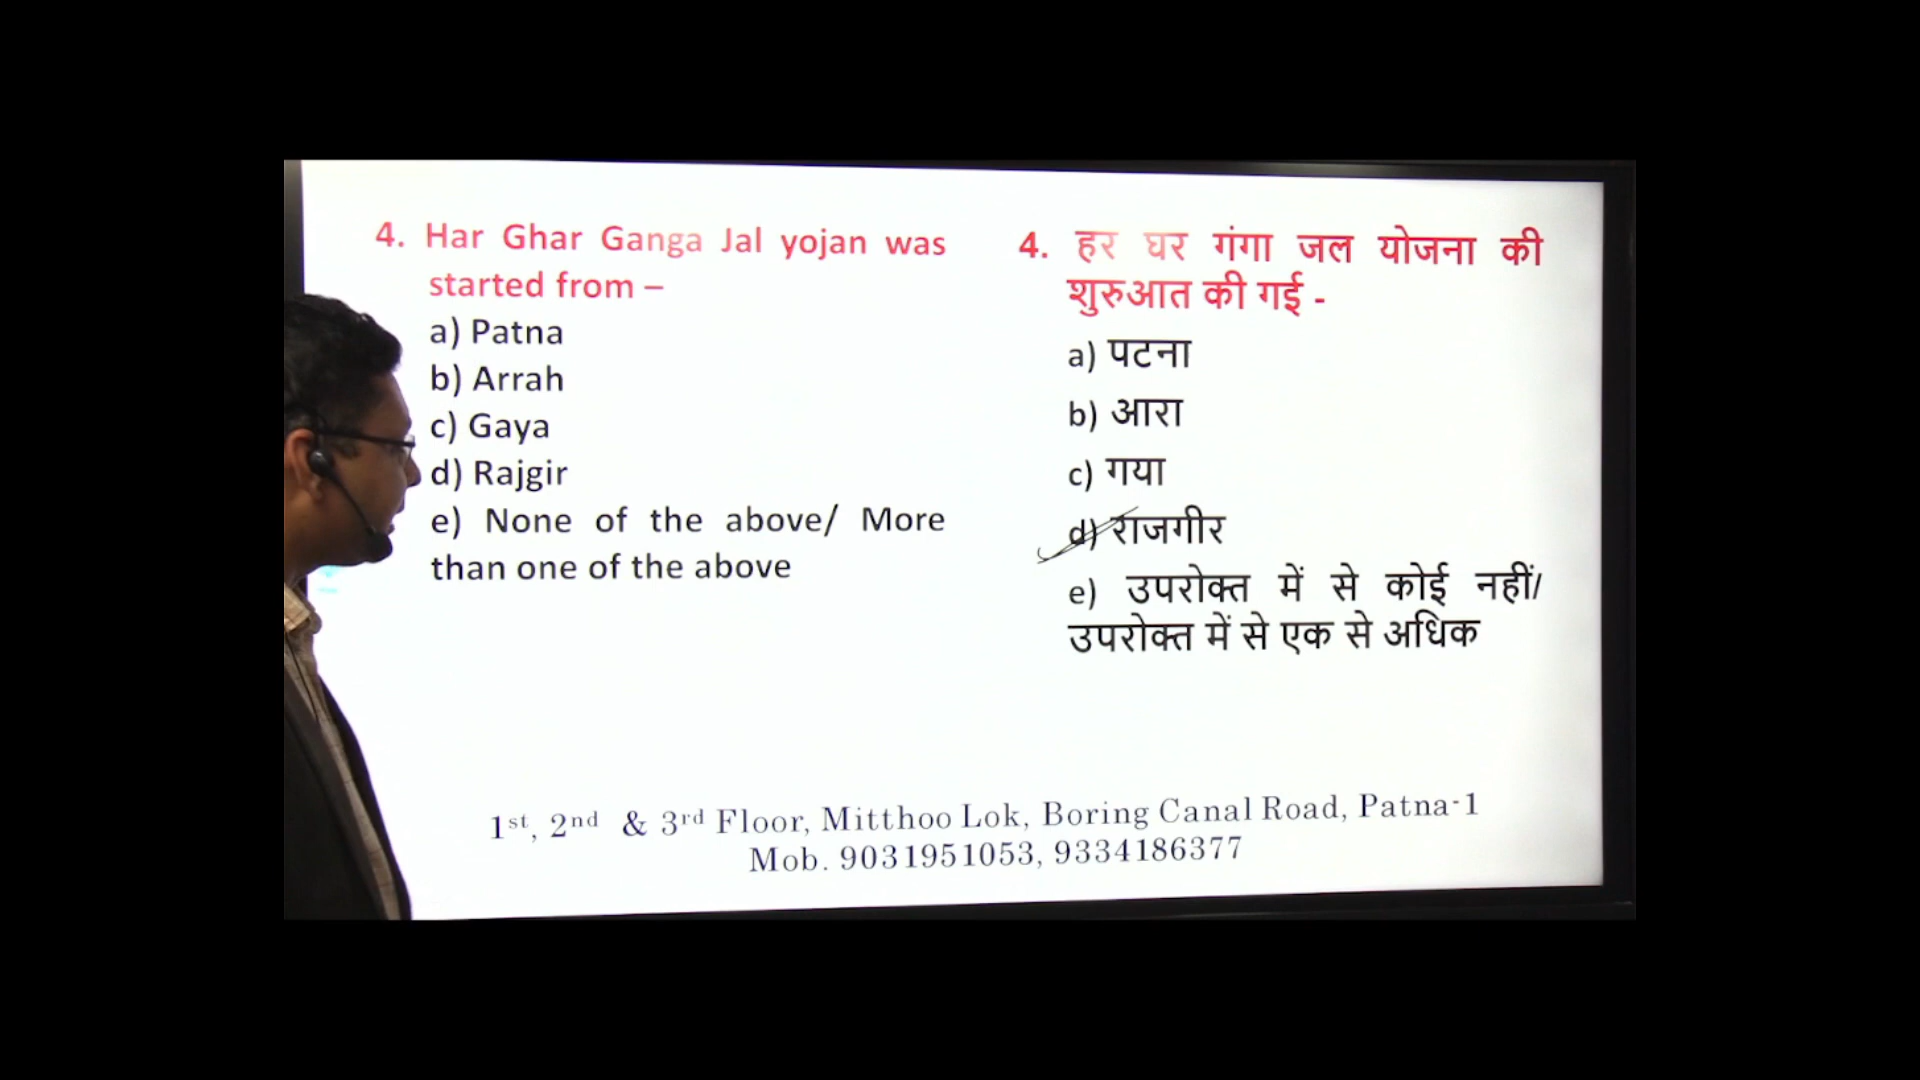 4. Har Ghar Ganga Jal yojan was
started from –
a) Patna
b) Arrah
c) Gaya
d) Rajgir
e) None of the above/ More
than one of the above
4. हर घर गंगा जल योजना की
शुरुआत की गई -
a) पटना
b) आरा
c) गया
d) राजगीर
e) उपरोक्त में से कोई नहीं/
उपरोक्त में से एक से अधिक
1st, 2nd & 3rd Floor, Mitthoo Lok, Boring Canal Road, Patna-1
Mob. 9031951053, 9334186377